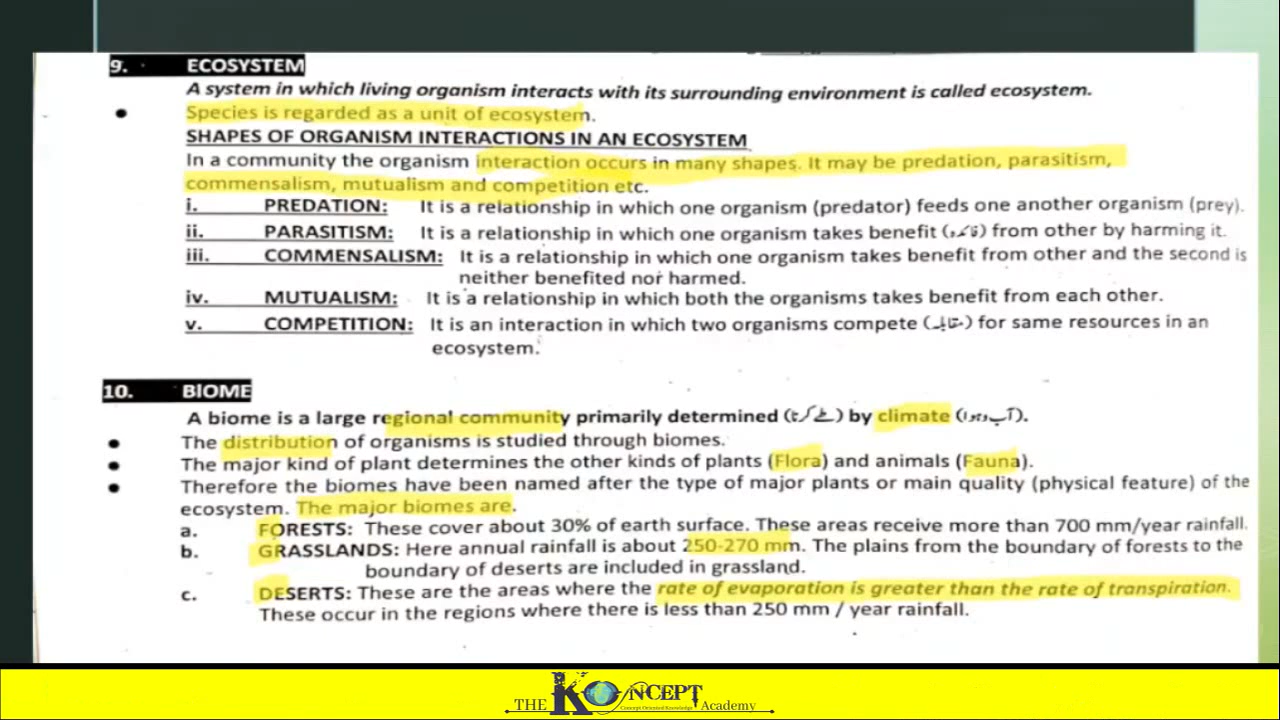 9. ECOSYSTEM
A system in which living organism interacts with its surrounding environment is called ecosystem.
• Species is regarded as a unit of ecosystem.
SHAPES OF ORGANISM INTERACTIONS IN AN ECOSYSTEM
In a community the organism interaction occurs in many shapes. It may be predation, parasitism,
commensalism, mutualism and competition etc.
i. PREDATION: It is a relationship in which one organism (predator) feeds one another organism (prey).
ii. PARASITISM: It is a relationship in which one organism takes benefit (فائدہ) from other by harming it.
iii. COMMENSALISM: It is a relationship in which one organism takes benefit from other and the second is
neither benefited nor harmed.
iv. MUTUALISM: It is a relationship in which both the organisms takes benefit from each other.
v. COMPETITION: It is an interaction in which two organisms compete (مقابلہ) for same resources in an
ecosystem.
10. BIOME
A biome is a large regional community primarily determined (طے کرنا) by climate (آب و ہوا).
• The distribution of organisms is studied through biomes.
• The major kind of plant determines the other kinds of plants (Flora) and animals (Fauna).
• Therefore the biomes have been named after the type of major plants or main quality (physical feature) of the
ecosystem. The major biomes are.
a. FORESTS: These cover about 30% of earth surface. These areas receive more than 700 mm/year rainfall.
b. GRASSLANDS: Here annual rainfall is about 250-270 mm. The plains from the boundary of forests to the
boundary of deserts are included in grassland.
c. DESERTS: These are the areas where the rate of evaporation is greater than the rate of transpiration.
These occur in the regions where there is less than 250 mm / year rainfall.
THE KONCEPT Academy
Concept Oriented Knowledge